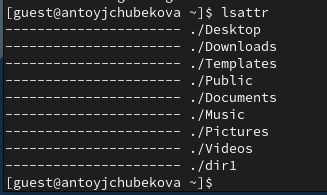 [guest@antoyjchubekova ~]$ lsattr
---------------------- ./Desktop
---------------------- ./Downloads
---------------------- ./Templates
---------------------- ./Public
---------------------- ./Documents
---------------------- ./Music
---------------------- ./Pictures
---------------------- ./Videos
---------------------- ./dir1
[guest@antoyjchubekova ~]$